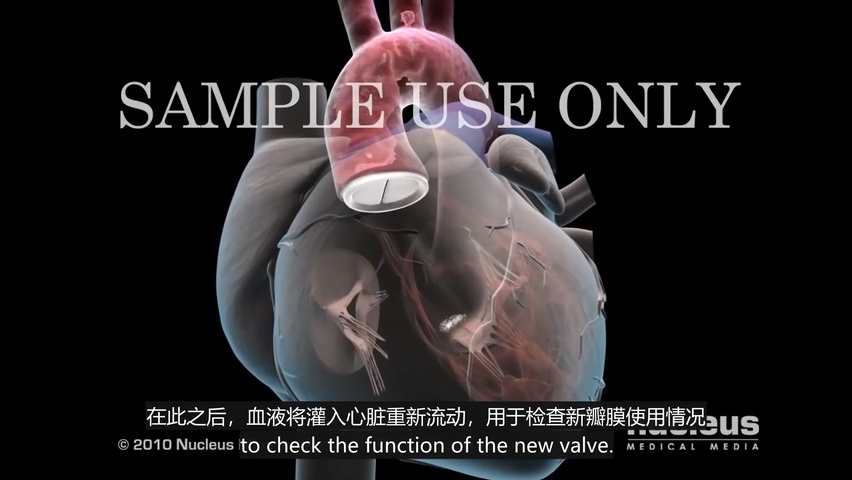 SAMPLE USE ONLY
在此之后，血液将灌入心脏重新流动，用于检查新瓣膜使用情况
© 2010 Nucleus
to check the function of the new valve.
nucleus
MEDICAL MEDIA